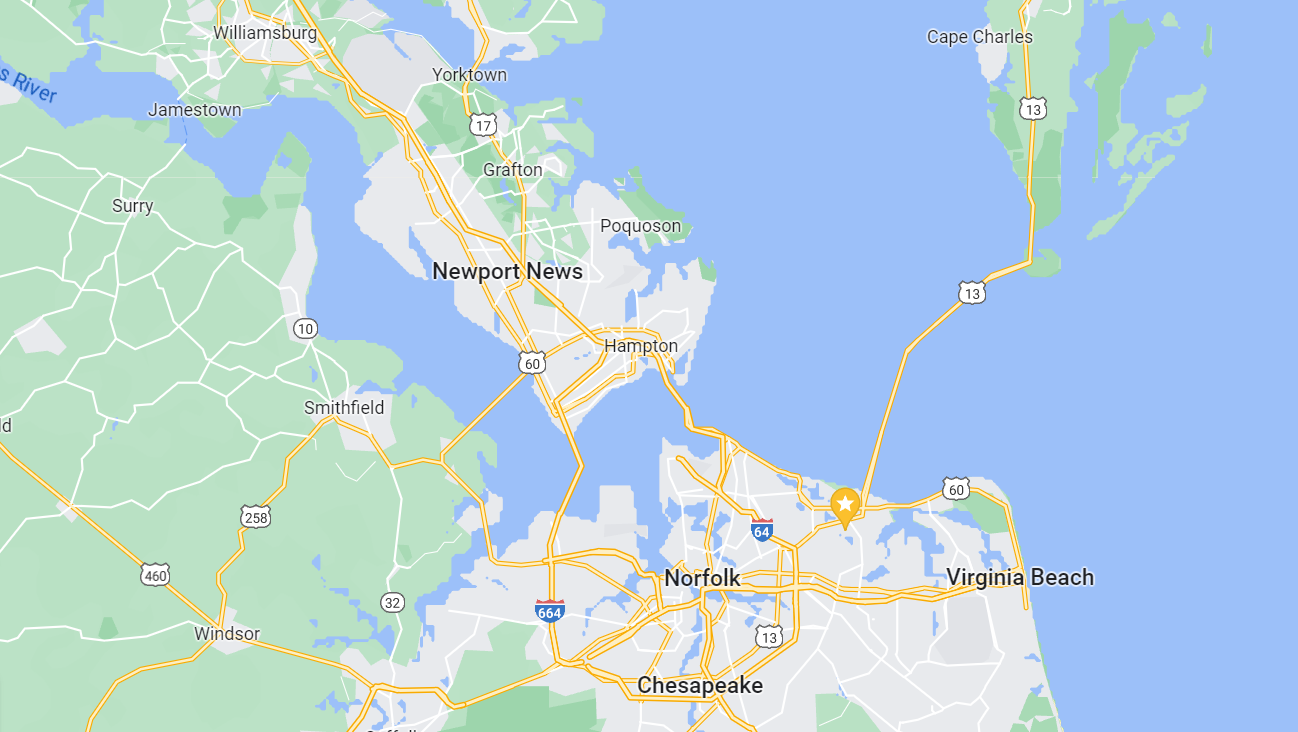 Williamsburg
Cape Charles
Yorktown
s River
Jamestown
13
17
Grafton
Surry
Poquoson
Newport News
13
10
Hampton
60
Smithfield
ld
60
258
64
460
Norfolk
Virginia Beach
32
664
Windsor
13
Chesapeake